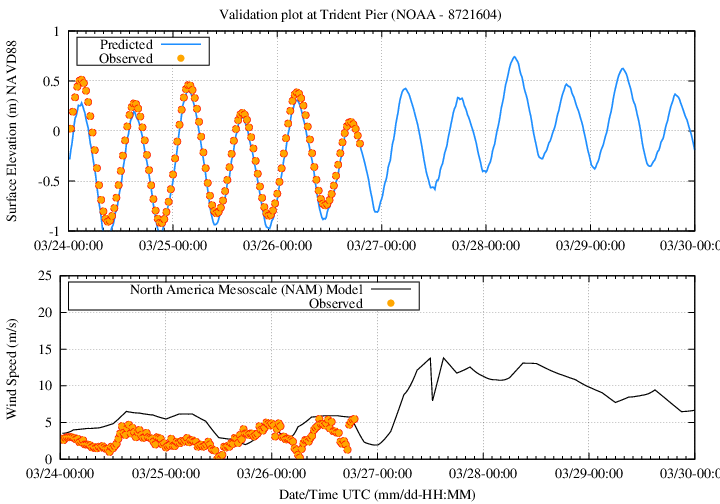 Validation plot at Trident Pier (NOAA - 8721604)
Surface Elevation (m) NAVD88
1
0.5
0
-0.5
-1
Predicted
Observed
03/24-00:00 03/25-00:00 03/26-00:00 03/27-00:00 03/28-00:00 03/29-00:00 03/30-00:00
Wind Speed (m/s)
25
20
15
10
5
0
North America Mesoscale (NAM) Model
Observed
03/24-00:00 03/25-00:00 03/26-00:00 03/27-00:00 03/28-00:00 03/29-00:00 03/30-00:00
Date/Time UTC (mm/dd-HH:MM)